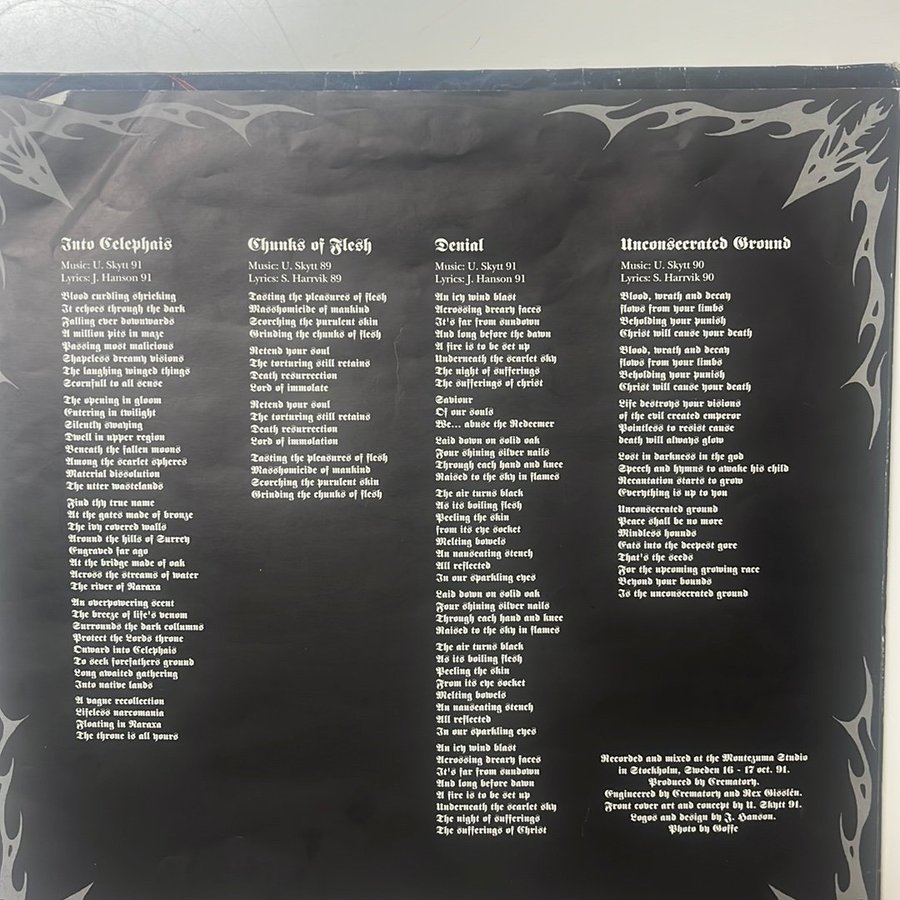 Into Celephais
Music: U. Skytt 91
Lyrics: J. Hanson 91
Blood curdling shricking
It echoes through the dark
Falling ever downwards
A million pits in maze
Passing most malicious
Shapeless dreamy visions
The laughing winged things
Scornfull to all sense
The opening in gloom
Entering in twilight
Silently swaying
Dwell in upper region
Beneath the fallen moons
Among the scarlet spheres
Material dissolution
The utter wastelands
Find thy true name
At the gates made of bronze
The ivy covered walls
Around the hills of Surrey
Engraved far ago
At the bridge made of oak
Across the streams of water
The river of Naraxa
An overpowering scent
The breeze of life's venom
Surrounds the dark collumns
Protect the Lords throne
Onward into Celephais
To seek forefathers ground
Long awaited gathering
Into native lands
A vague recollection
Lifeless narcomania
Floating in Naraxa
The throne is all yours
Chunks of Flesh
Music: U. Skytt 89
Lyrics: S. Harrvik 89
Tasting the pleasures of flesh
Masshomicide of mankind
Scorching the purulent skin
Grinding the chunks of flesh
Retend your soul
The torturing still retains
Death resurrection
Lord of immolate
Retend your soul
The torturing still retains
Death resurrection
Lord of immolation
Tasting the pleasures of flesh
Masshomicide of mankind
Scorching the purulent skin
Grinding the chunks of flesh
Denial
Music: U. Skytt 91
Lyrics: J. Hanson 91
An icy wind blast
Acrossing dreary faces
It's far from sundown
And long before the dawn
A fire is to be set up
Underneath the scarlet sky
The night of sufferings
The sufferings of christ
Saviour
Of our souls
We... abuse the Redeemer
Laid down on solid oak
Four shining silver nails
Through each hand and knee
Raised to the sky in flames
The air turns black
As its boiling flesh
Peeling the skin
from its eye socket
Melting bowels
An nauseating stench
All reflected
In our sparkling eyes
Laid down on solid oak
Four shining silver nails
Through each hand and knee
Raised to the sky in flames
The air turns black
As its boiling flesh
Peeling the skin
From its eye socket
Melting bowels
An nauseating stench
All reflected
In our sparkling eyes
An icy wind blast
Acrossing dreary faces
It's far from sundown
And long before dawn
A fire is to be set up
Underneath the scarlet sky
The night of sufferings
The sufferings of Christ
Unconsecrated Ground
Music: U. Skytt 90
Lyrics: S. Harrvik 90
Blood, wrath and decay
flows from your limbs
Beholding your punish
Christ will cause your death
Blood, wrath and decay
flows from your limbs
Beholding your punish
Christ will cause your death
Life destroys your visions
of the evil created emperor
Pointless to resist cause
death will always glow
Lost in darkness in the god
Speech and hymns to awake his child
Recantation starts to grow
Everything is up to you
Unconsecrated ground
Peace shall be no more
Mindless hounds
Eats into the deepest gore
That's the seeds
For the upcoming growing race
Beyond your bounds
Is the unconsecrated ground
Recorded and mixed at the Montezuma Studio
in Stockholm, Sweden 16 - 17 oct. 91.
Produced by Crematory.
Engineered by Crematory and Rex Gisslén.
Front cover art and concept by U. Skytt 91.
Logos and design by J. Hanson.
Photo by Goffe